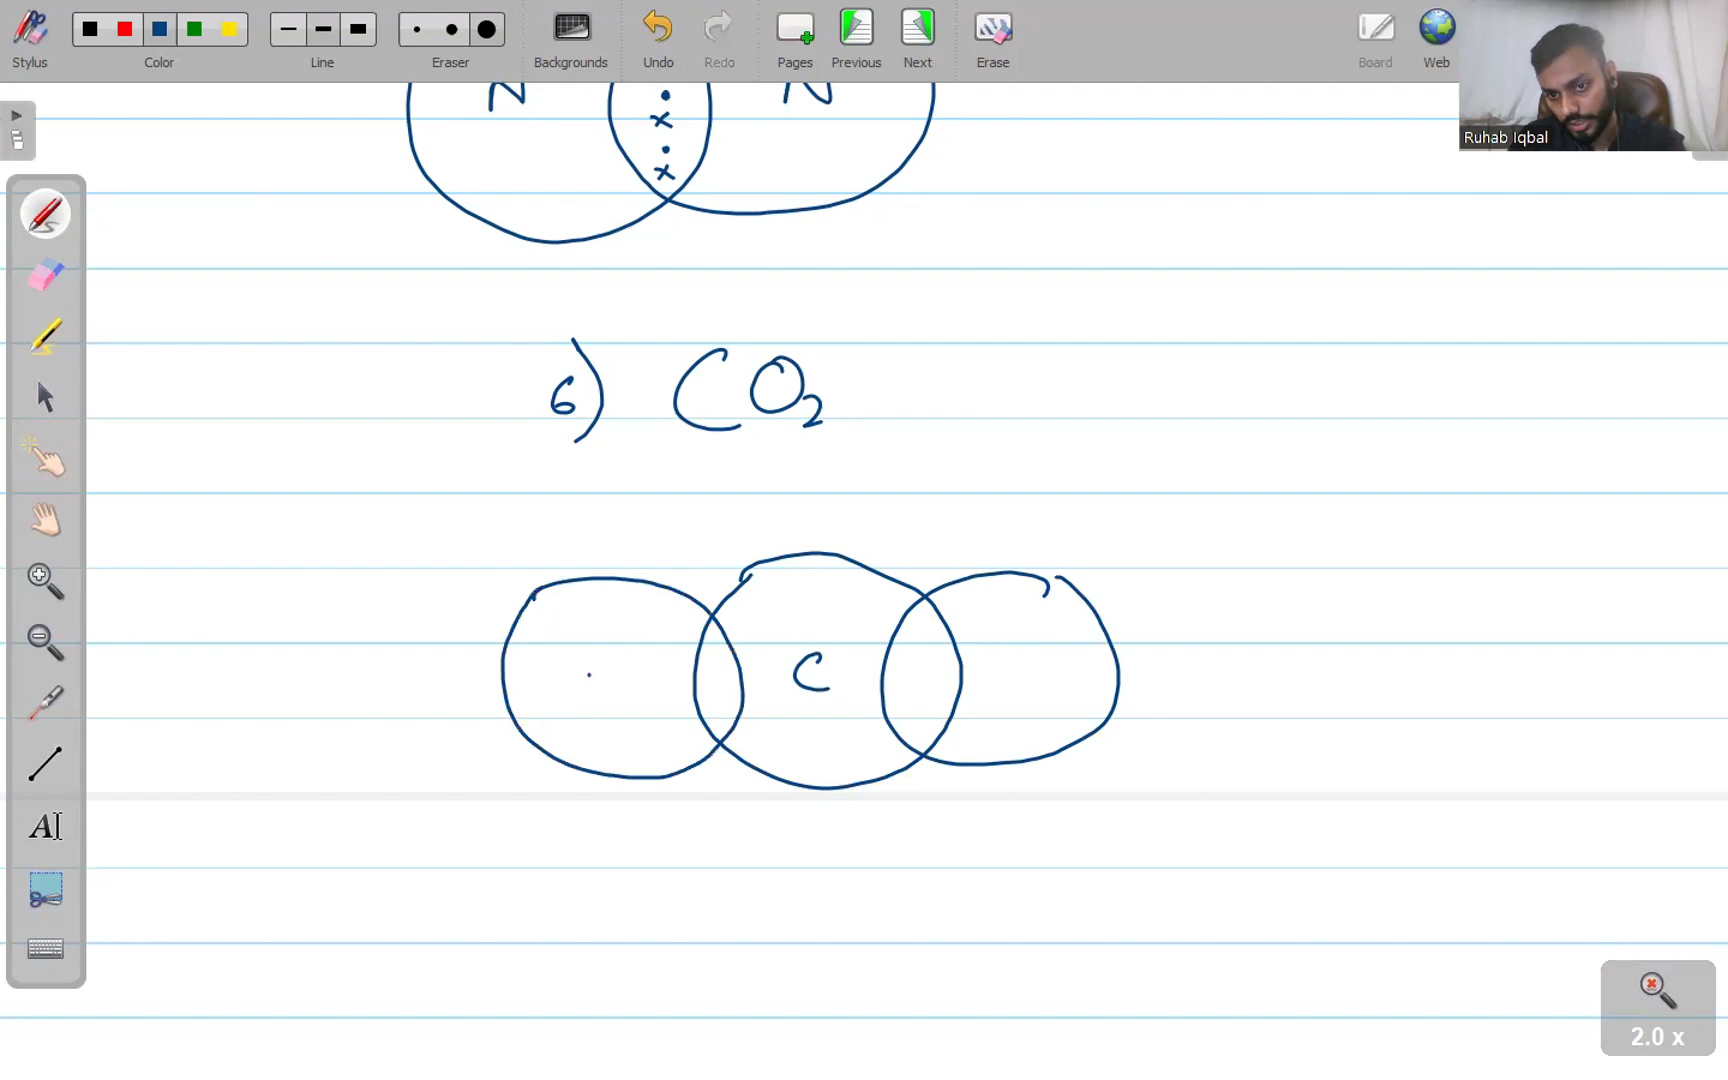 Stylus
Color
Line
Eraser
Backgrounds
Undo
Redo
Pages
Previous
Next
Erase
Board
Web
Ruhab Iqbal
N
N
x
x
6) CO₂
C
A
2.0 x